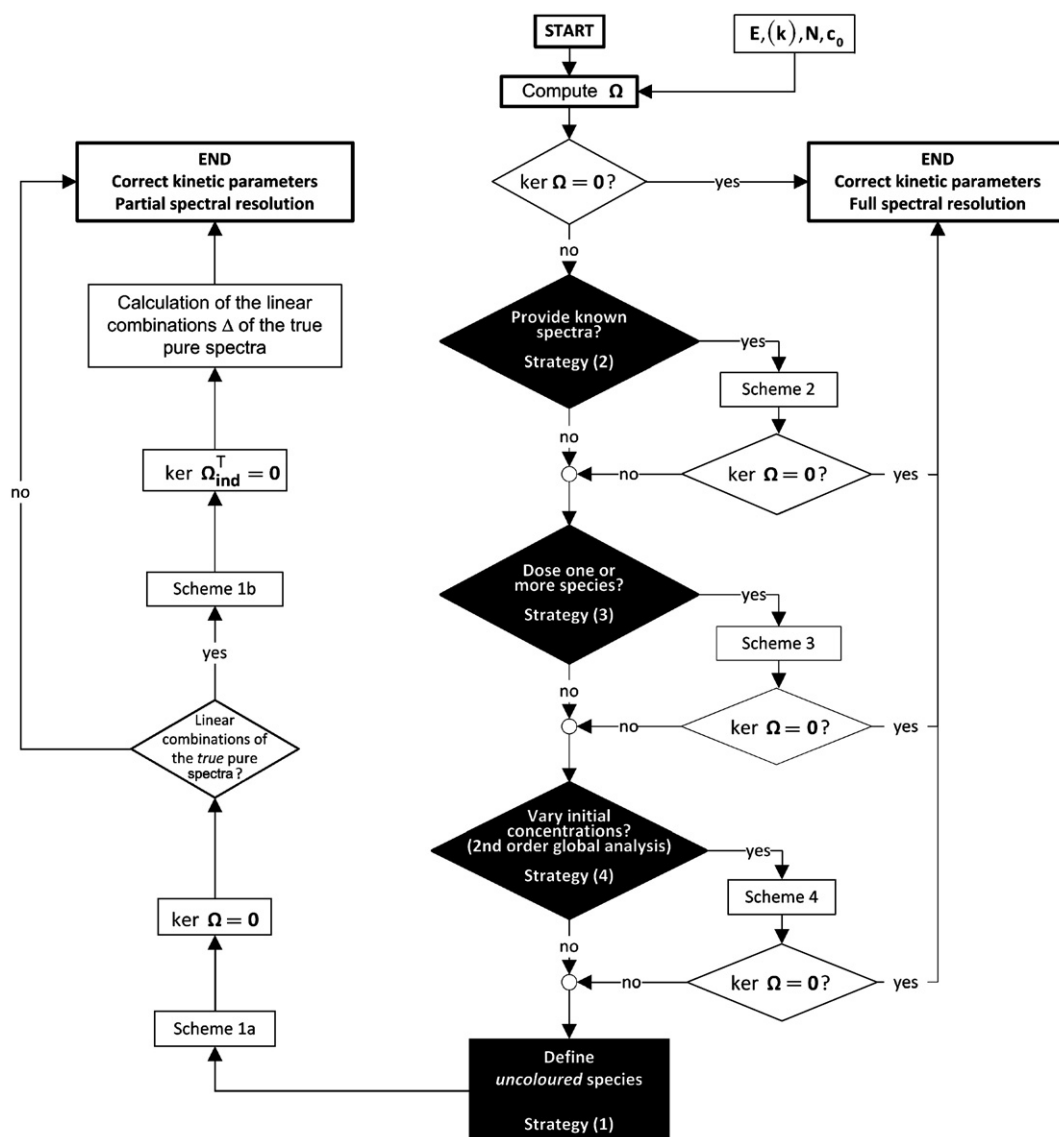 START
E,(k),N,c0
Compute Ω
ker Ω = 0?
yes
END
Correct kinetic parameters
Full spectral resolution
no
Provide known
spectra?
Strategy (2)
yes
Scheme 2
no
ker Ω = 0?
no
yes
Dose one or
more species?
Strategy (3)
yes
Scheme 3
no
ker Ω = 0?
no
yes
Vary initial
concentrations?
(2nd order global analysis)
Strategy (4)
yes
Scheme 4
no
ker Ω = 0?
no
yes
Define
uncoloured species
Strategy (1)
Scheme 1a
ker Ω = 0
Linear
combinations of
the true pure
spectra?
no
yes
Scheme 1b
ker Ω ind T = 0
Calculation of the linear
combinations Δ of the true
pure spectra
END
Correct kinetic parameters
Partial spectral resolution